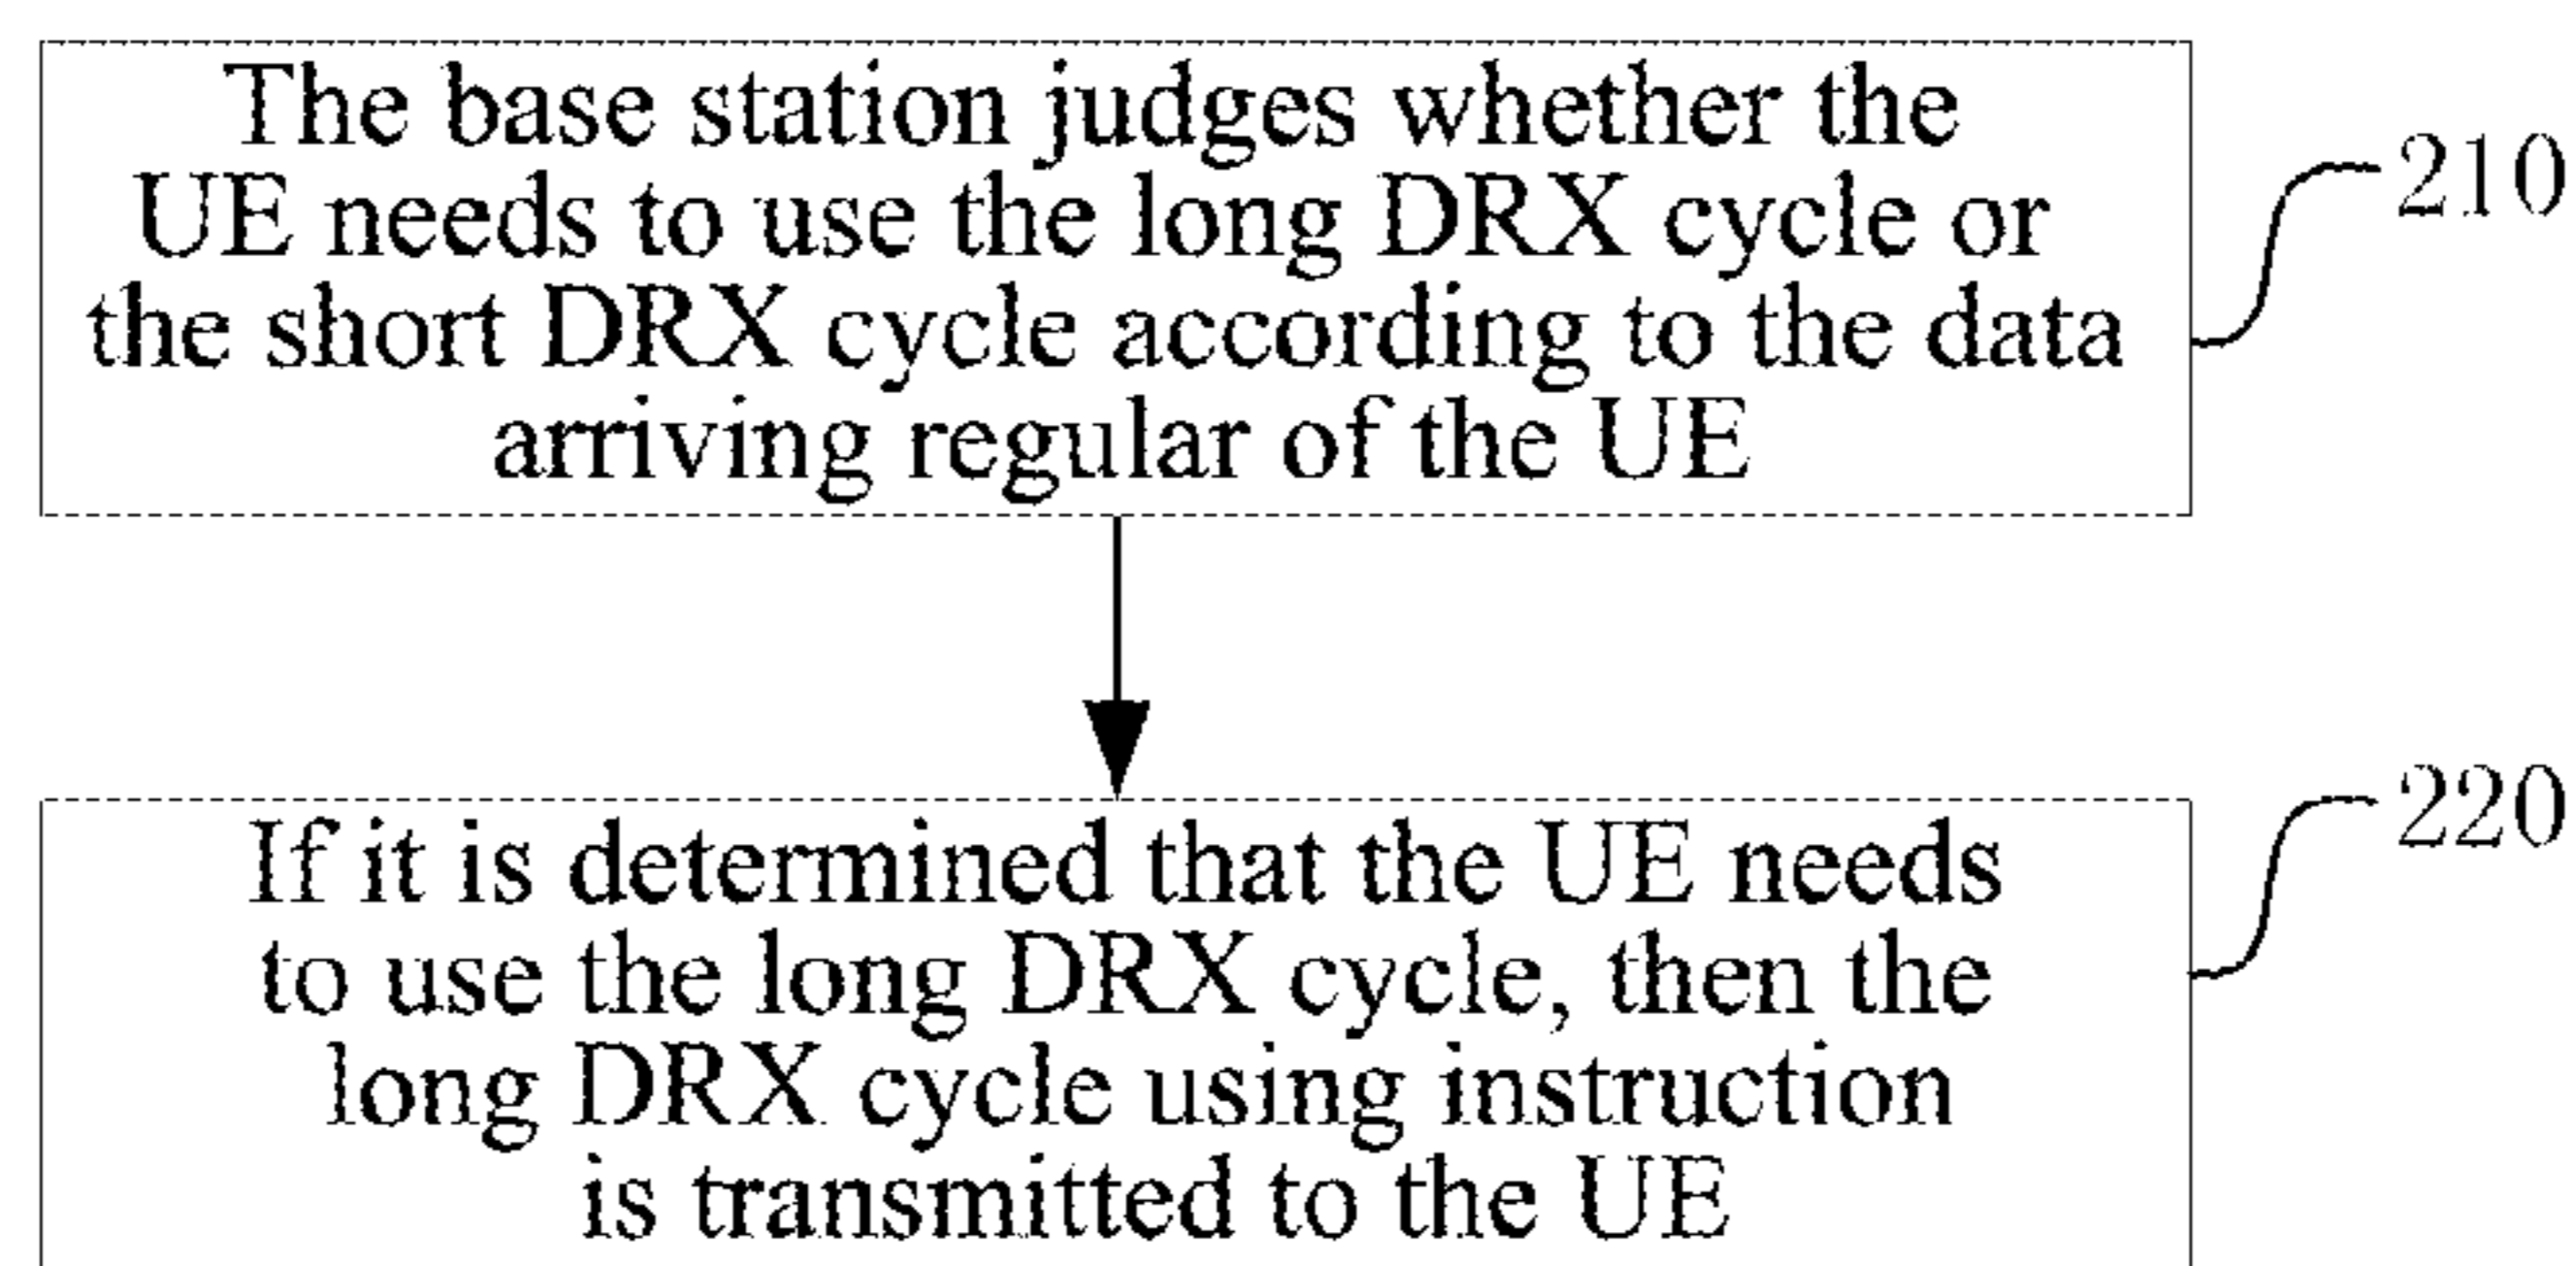 The base station judges whether the
UE needs to use the long DRX cycle or
the short DRX cycle according to the data
arriving regular of the UE
210
If it is determined that the UE needs
to use the long DRX cycle, then the
long DRX cycle using instruction
is transmitted to the UE
220